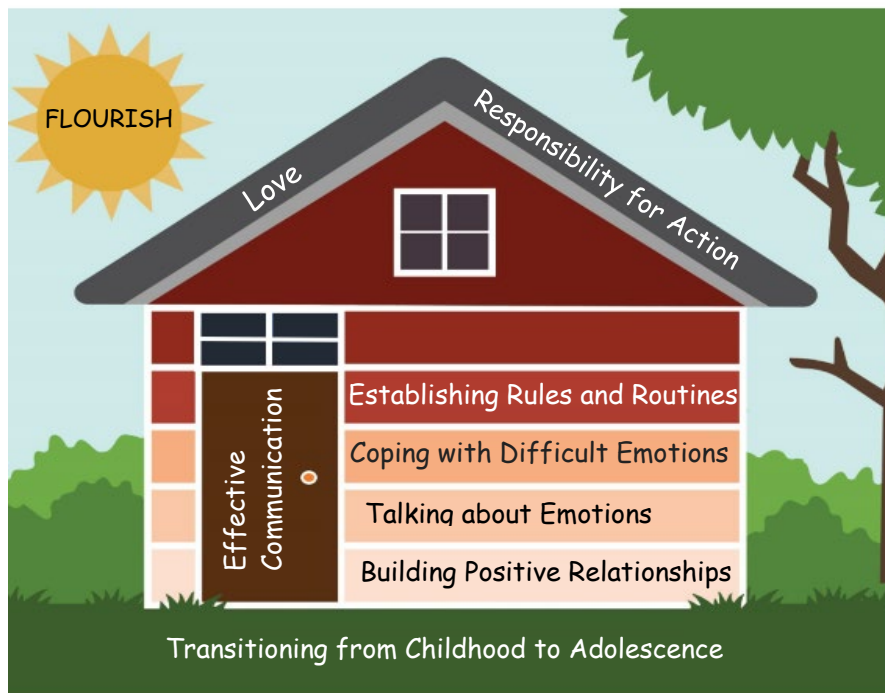 FLOURISH
Love
Responsibility for Action
Establishing Rules and Routines
Coping with Difficult Emotions
Talking about Emotions
Building Positive Relationships
Effective
Communication
Transitioning from Childhood to Adolescence